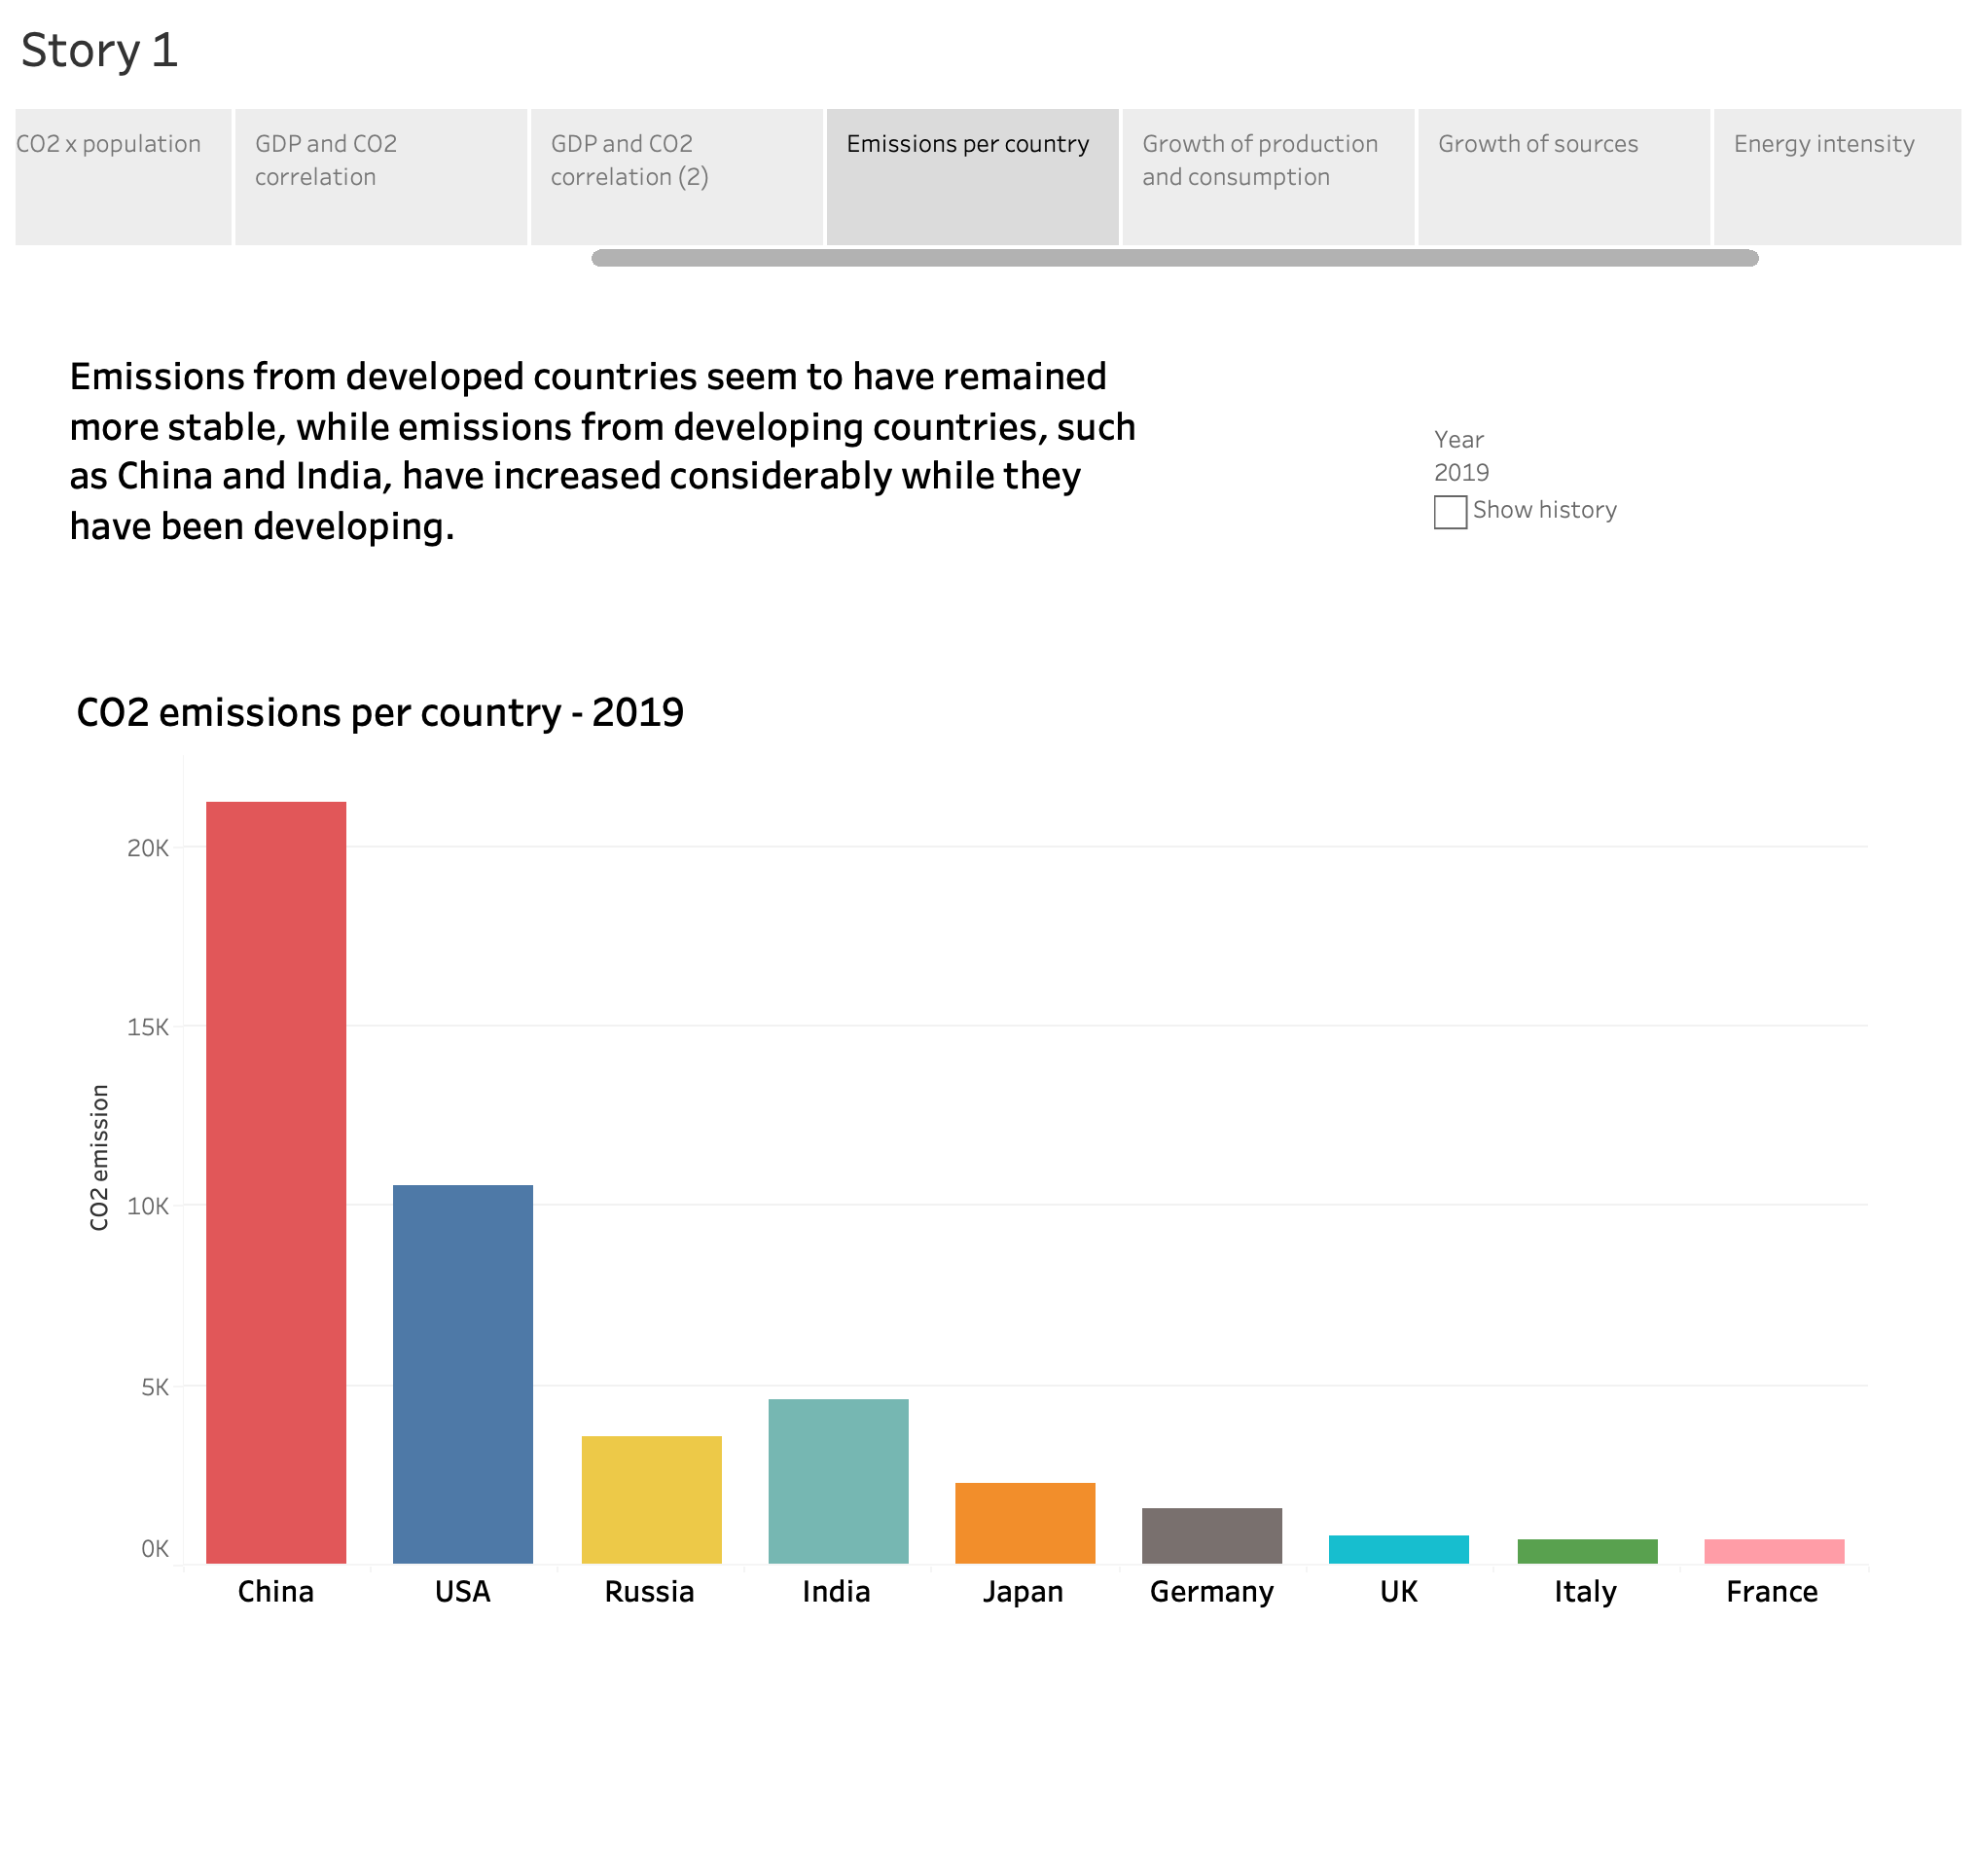 Story 1
CO2 x population
GDP and CO2
correlation
GDP and CO2
correlation (2)
Emissions per country
Growth of production
and consumption
Growth of sources
Energy intensity
Emissions from developed countries seem to have remained
more stable, while emissions from developing countries, such
as China and India, have increased considerably while they
have been developing.
Year
2019
Show history
CO2 emissions per country - 2019
CO2 emission
20K
15K
10K
5K
0K
China
USA
Russia
India
Japan
Germany
UK
Italy
France